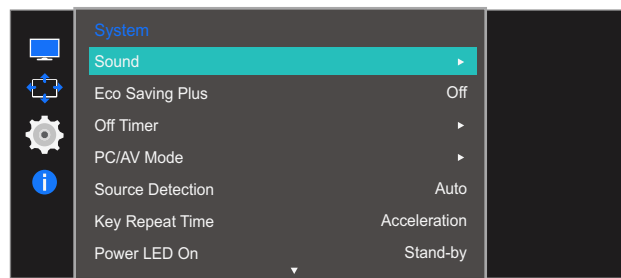 System
Sound
Eco Saving Plus Off
Off Timer
PC/AV Mode
Source Detection Auto
Key Repeat Time Acceleration
Power LED On Stand-by